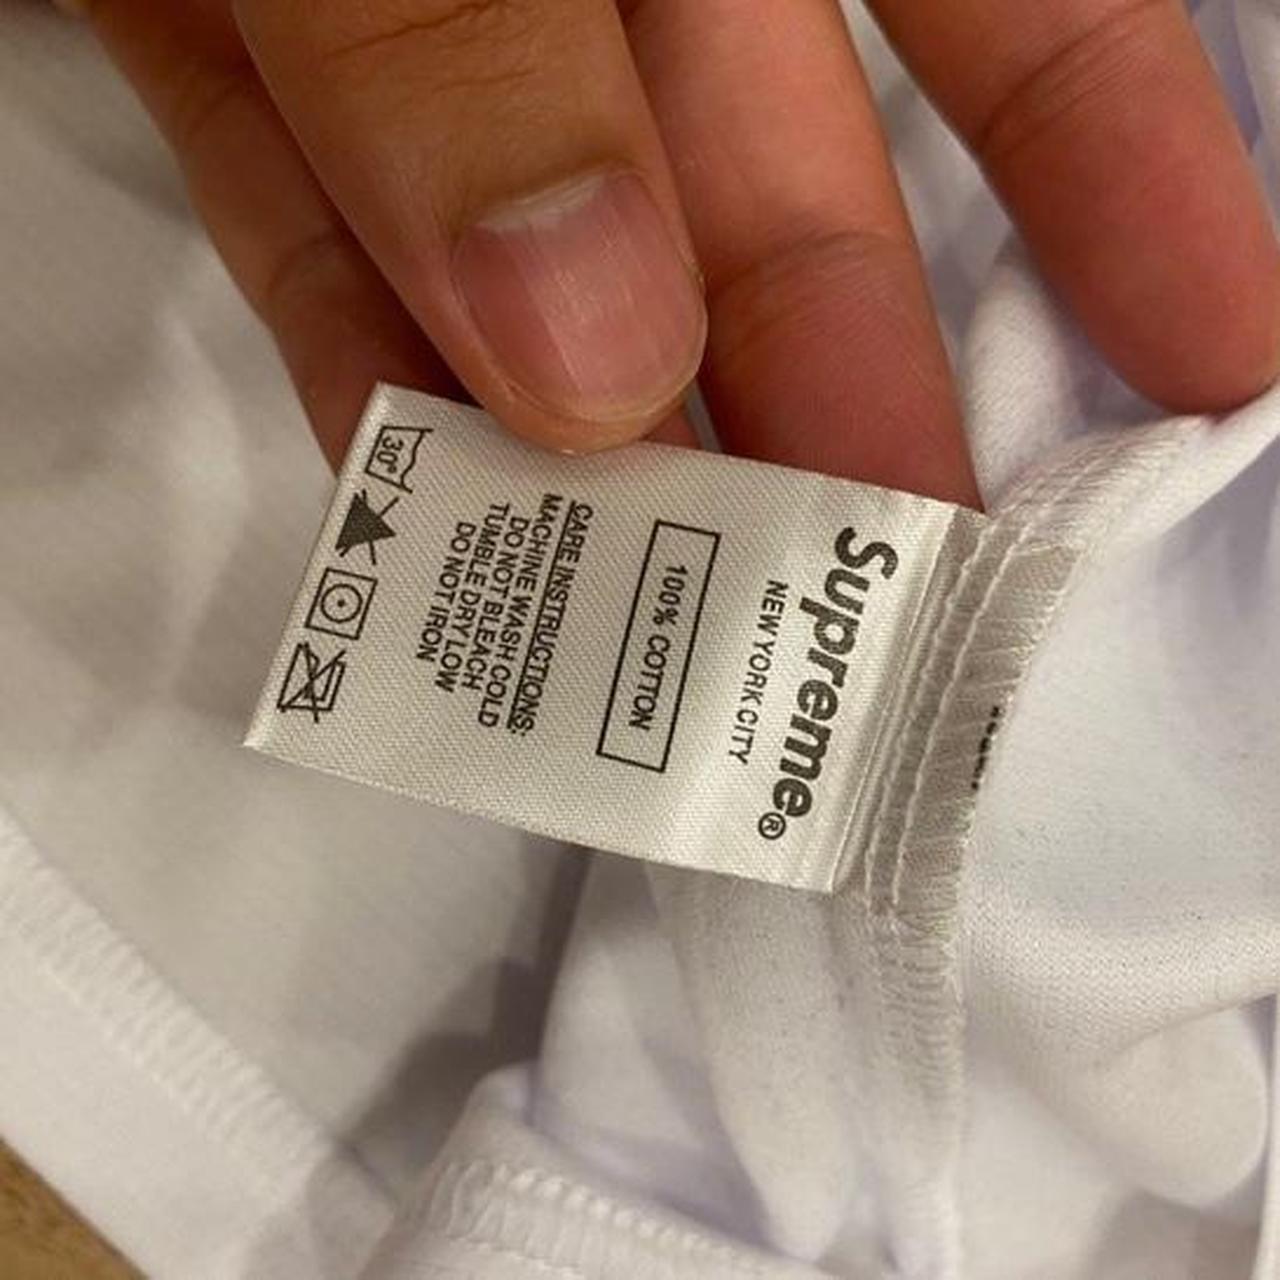 Supreme®
NEW YORK CITY
100% COTTON
CARE INSTRUCTIONS:
MACHINE WASH COLD
DO NOT BLEACH
TUMBLE DRY LOW
DO NOT IRON
30°